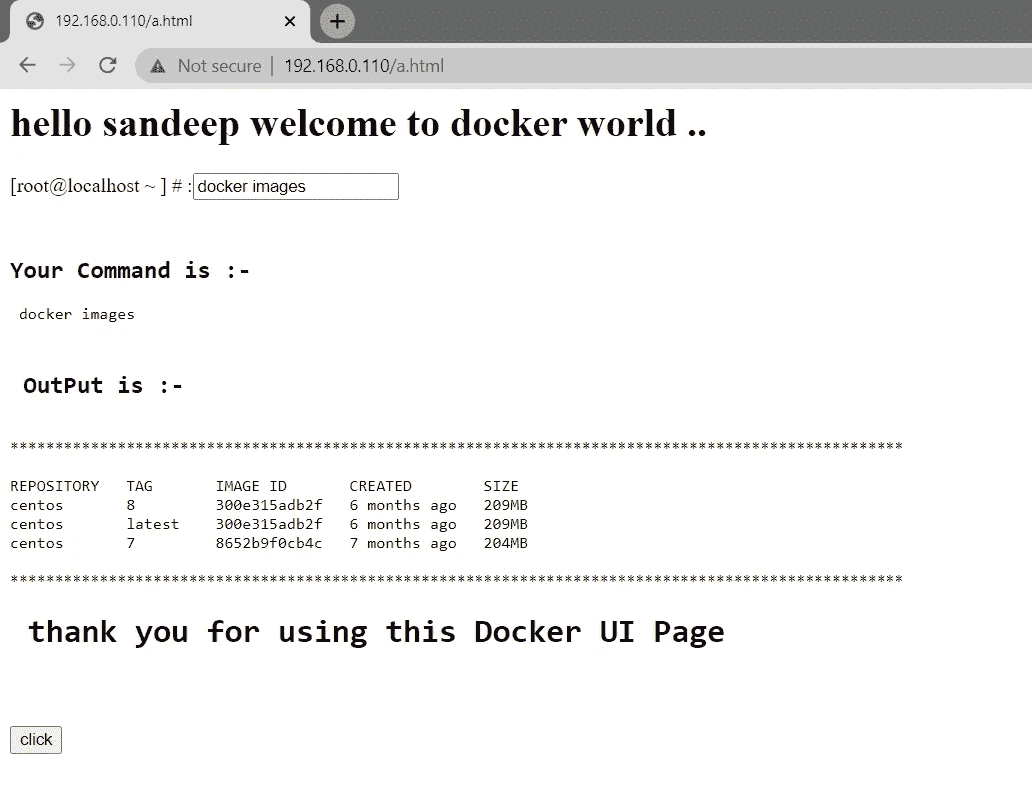 192.168.0.110/a.html
Not secure | 192.168.0.110/a.html
hello sandeep welcome to docker world ..
[root@localhost ~ ] # : docker images
Your Command is :-
docker images
OutPut is :-
****************************************************************************************************
REPOSITORY TAG IMAGE ID CREATED SIZE
centos 8 300e315adb2f 6 months ago 209MB
centos latest 300e315adb2f 6 months ago 209MB
centos 7 8652b9f0cb4c 7 months ago 204MB
****************************************************************************************************
thank you for using this Docker UI Page
click